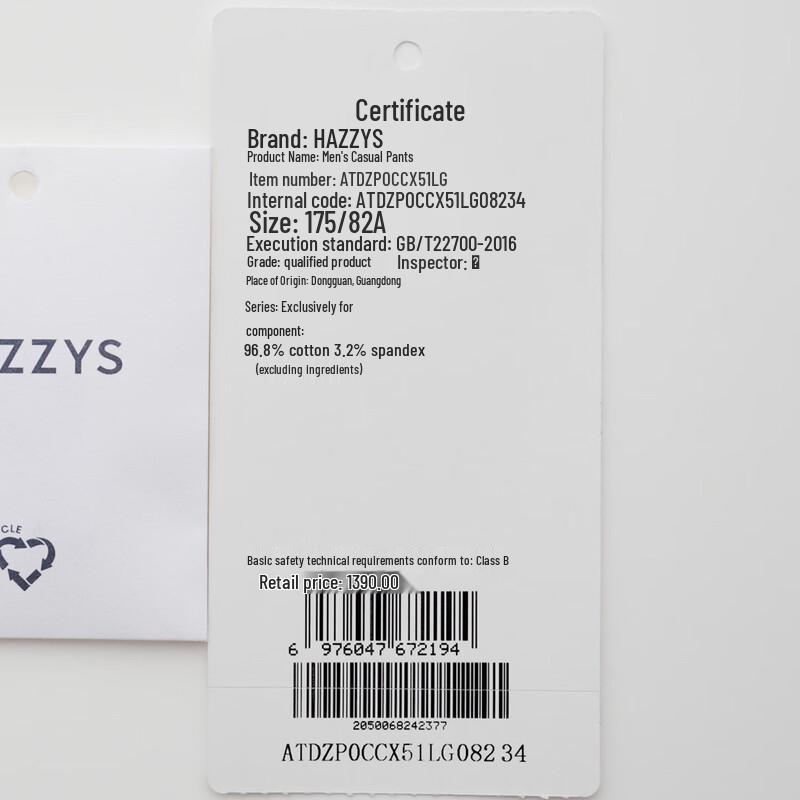 Certificate
Brand: HAZZYS
Product Name: Men's Casual Pants
Item number: ATDZP0CCX51LG
Internal code: ATDZP0CCX51LG08234
Size: 175/82A
Execution standard: GB/T22700-2016
Grade: qualified product Inspector:
Place of Origin: Dongguan, Guangdong
Series: Exclusively for
component:
96.8% cotton 3.2% spandex
(excluding ingredients)
Basic safety technical requirements conform to: Class B
Retail price: 1390.00
6 976047 672194
2050068242377
ATDZP0CCX51LG08234
ZZYS
CLE